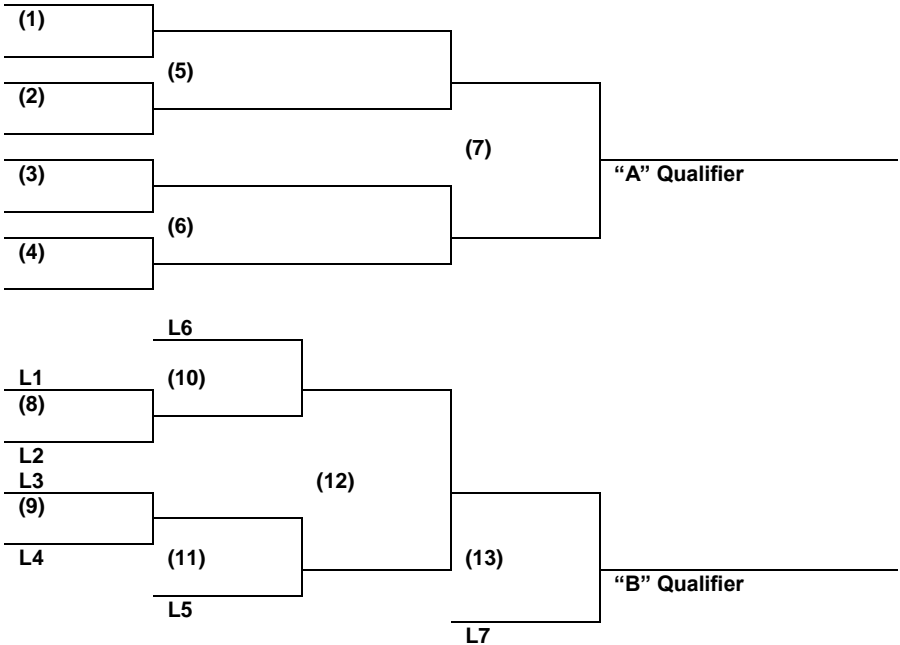 (1)
(5)
(2)
(7)
(3)
“A” Qualifier
(6)
(4)
L6
L1
(10)
(8)
L2
L3
(12)
(9)
L4
(11)
(13)
“B” Qualifier
L5
L7